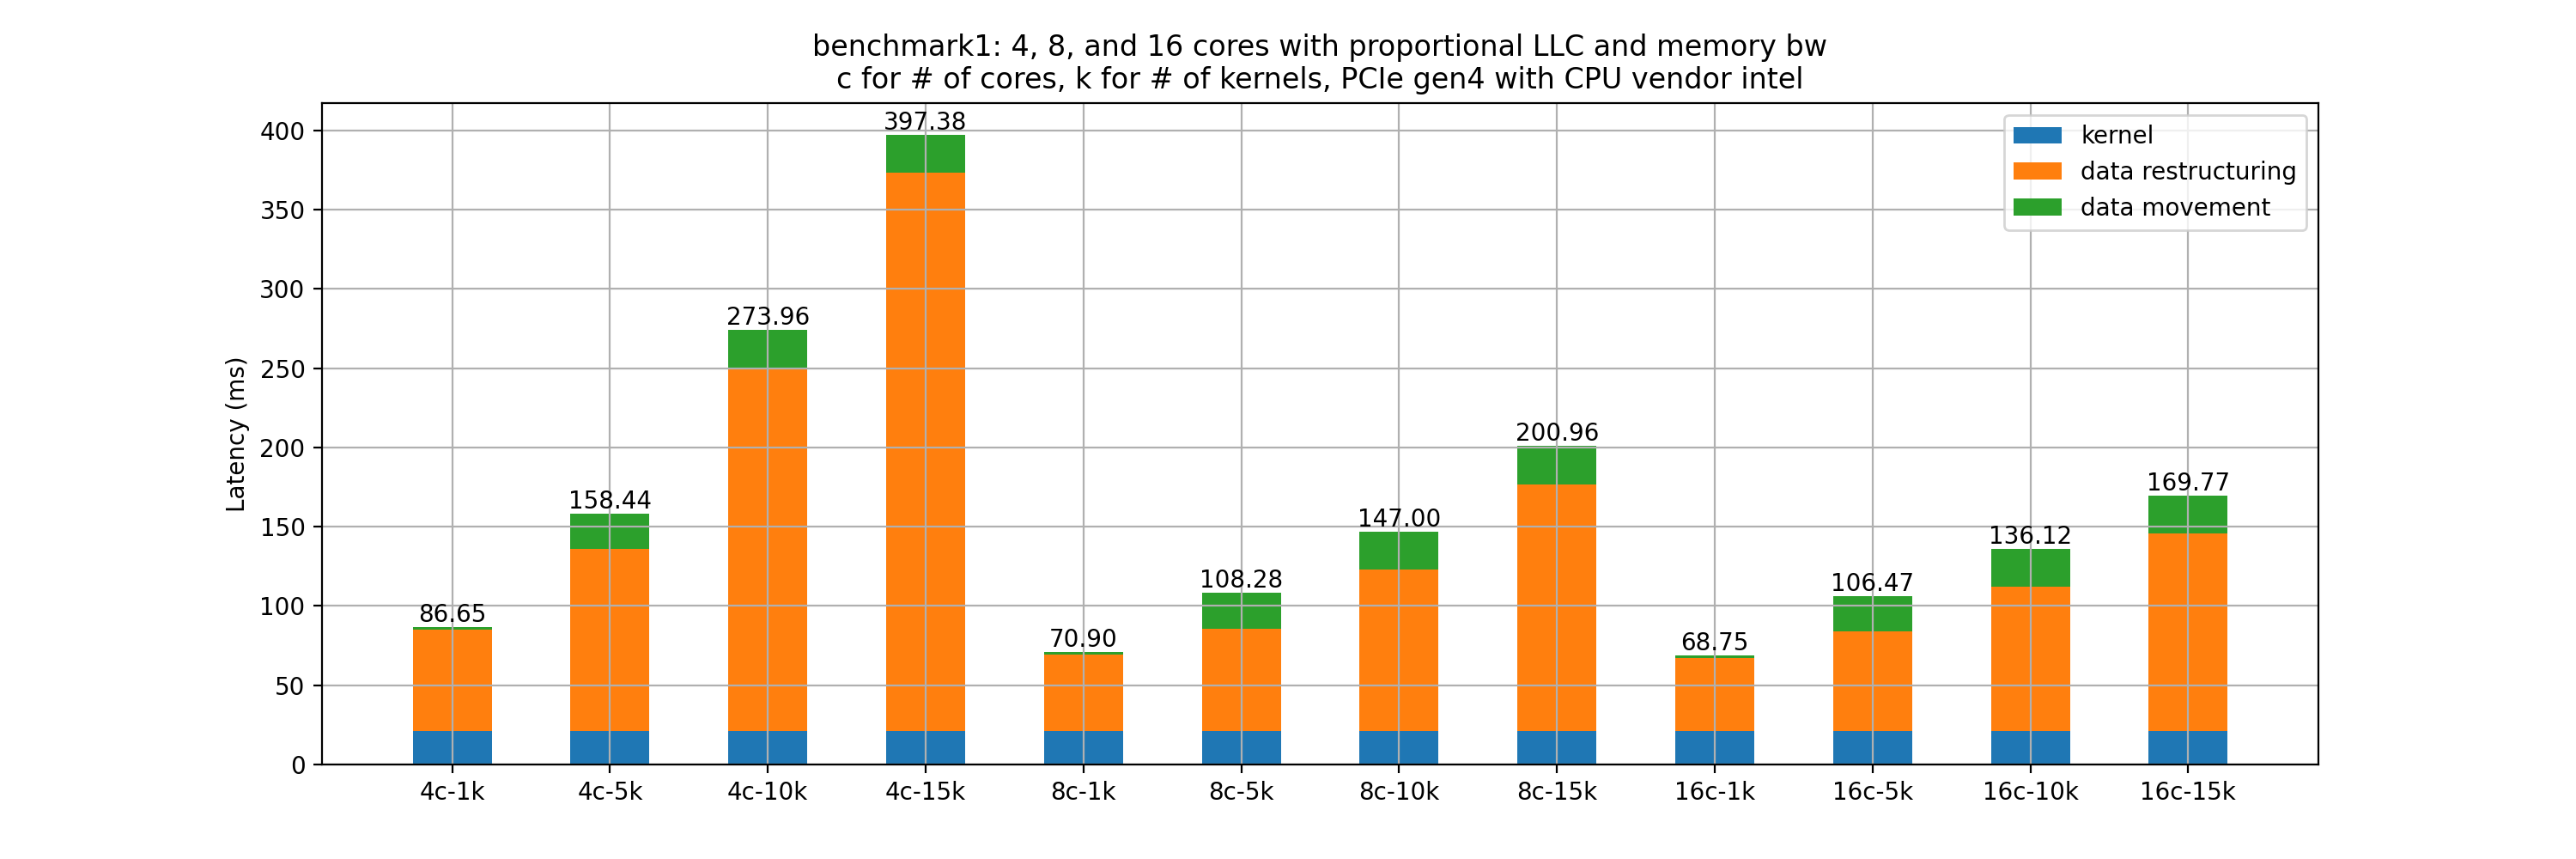 benchmark1: 4, 8, and 16 cores with proportional LLC and memory bw
c for # of cores, k for # of kernels, PCIe gen4 with CPU vendor intel
kernel
data restructuring
data movement
Latency (ms)
400
350
300
250
200
150
100
50
0
86.65
158.44
273.96
397.38
70.90
108.28
147.00
200.96
68.75
106.47
136.12
169.77
4c-1k
4c-5k
4c-10k
4c-15k
8c-1k
8c-5k
8c-10k
8c-15k
16c-1k
16c-5k
16c-10k
16c-15k